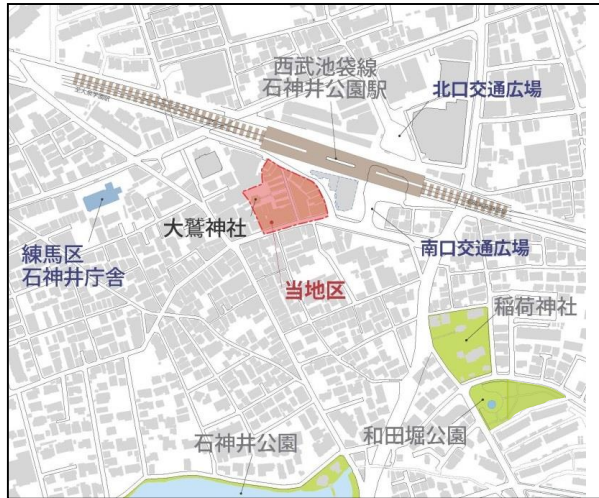 西武池袋線
石神井公園駅
北口交通広場
大鷲神社
練馬区
石神井庁舎
南口交通広場
当地区
稲荷神社
和田堀公園
石神井公園